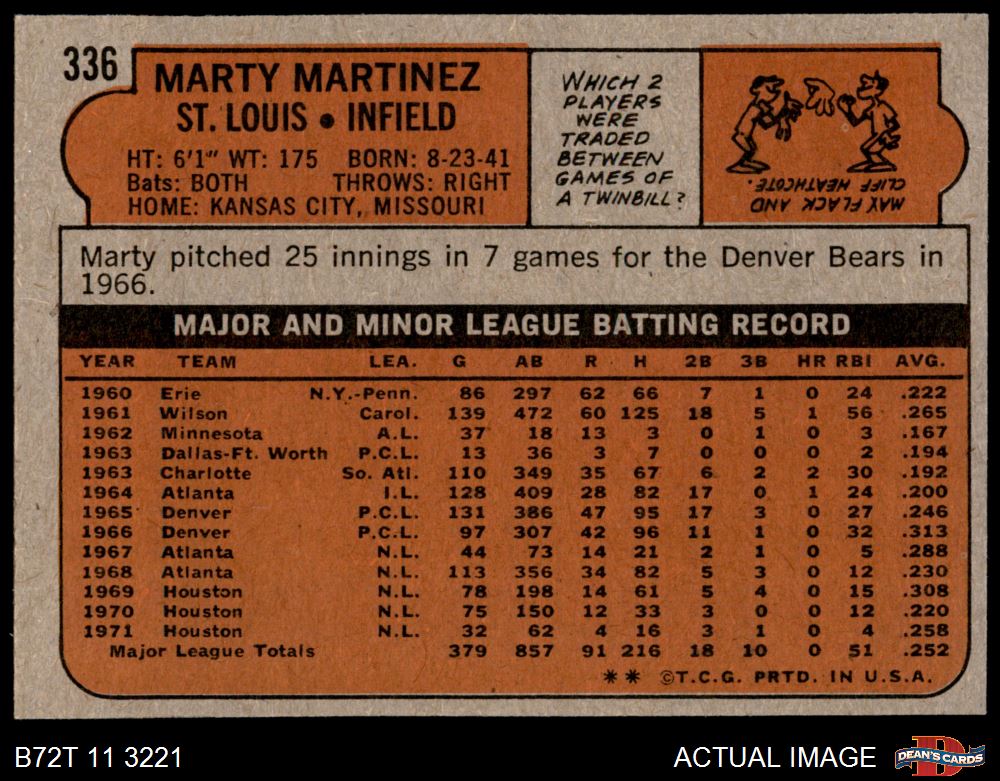 336
MARTY MARTINEZ
ST. LOUIS • INFIELD
HT: 6'1" WT: 175 BORN: 8-23-41
Bats: BOTH THROWS: RIGHT
HOME: KANSAS CITY, MISSOURI
WHICH 2
PLAYERS
WERE
TRADED
BETWEEN
GAMES OF
A TWINBILL?
MAX FLACK AND
CLIFF HEATHCOTE.
Marty pitched 25 innings in 7 games for the Denver Bears in
1966.
MAJOR AND MINOR LEAGUE BATTING RECORD
YEAR TEAM LEA. G AB R H 2B 3B HR RBI AVG.
1960 Erie N.Y.-Penn. 86 297 62 66 7 1 0 24 .222
1961 Wilson Carol. 139 472 60 125 18 5 1 56 .265
1962 Minnesota A.L. 37 18 13 3 0 1 0 3 .167
1963 Dallas-Ft. Worth P.C.L. 13 36 3 7 0 0 0 2 .194
1963 Charlotte So. Atl. 110 349 35 67 6 2 2 30 .192
1964 Atlanta I.L. 128 409 28 82 17 0 1 24 .200
1965 Denver P.C.L. 131 386 47 95 17 3 0 27 .246
1966 Denver P.C.L. 97 307 42 96 11 1 0 32 .313
1967 Atlanta N.L. 44 73 14 21 2 1 0 5 .288
1968 Atlanta N.L. 113 356 34 82 5 3 0 12 .230
1969 Houston N.L. 78 198 14 61 5 4 0 15 .308
1970 Houston N.L. 75 150 12 33 3 0 0 12 .220
1971 Houston N.L. 32 62 4 16 3 1 0 4 .258
Major League Totals 379 857 91 216 18 10 0 51 .252
** ©T.C.G. PRTD. IN U.S.A.
B72T 11 3221
ACTUAL IMAGE
D
DEAN'S CARDS